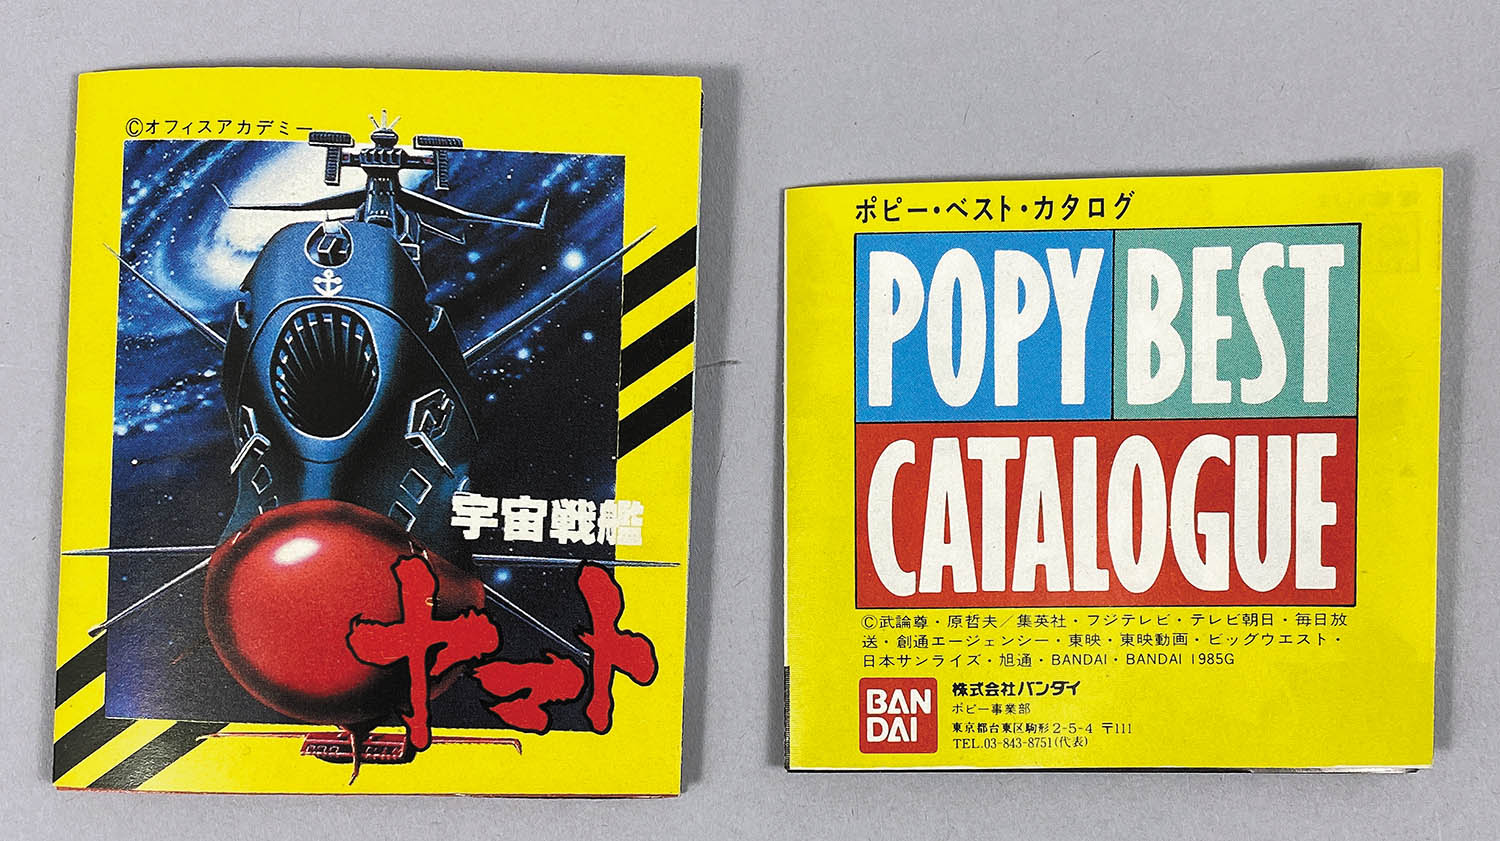 ©オフィスアカデミー
宇宙戦艦
ヤマト
ポピー・ベスト・カタログ
POPY BEST
CATALOGUE
©武論尊・原哲夫／集英社・フジテレビ・テレビ朝日・毎日放
送・創通エージェンシー・東映・東映動画・ビッグウエスト・
日本サンライズ・旭通・BANDAI・BANDAI 1985G
BAN
DAI
株式会社バンダイ
ポピー事業部
東京都台東区駒形2-5-4 〒111
TEL.03-843-8751(代表)